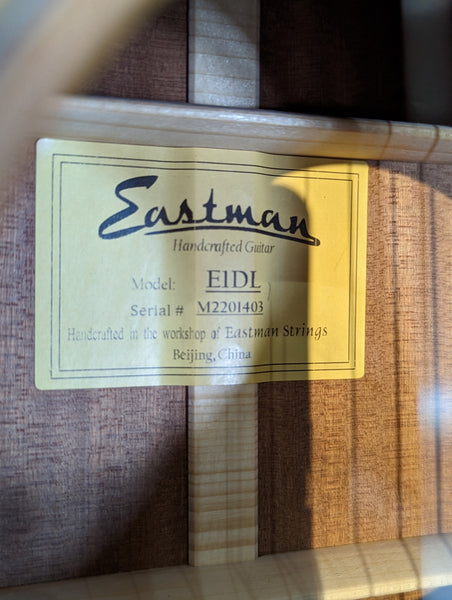 Eastman
Handcrafted Guitar
Model: E1DL
Serial # M2201403
Handcrafted in the workshop of Eastman Strings
Beijing, China